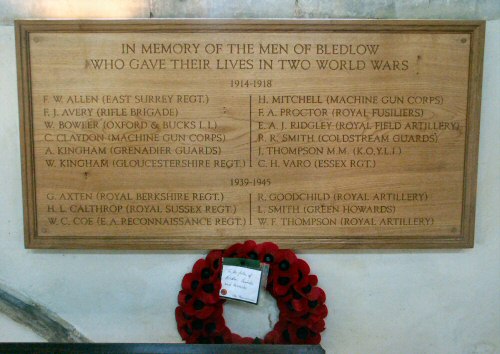 IN MEMORY OF THE MEN OF BLEDLOW
WHO GAVE THEIR LIVES IN TWO WORLD WARS
1914-1918
F. W. ALLEN (EAST SURREY REGT.)
F. J. AVERY (RIFLE BRIGADE)
W. BOWLER (OXFORD & BUCKS L.I.)
C. CLAYDON (MACHINE GUN CORPS)
A. KINGHAM (GRENADIER GUARDS)
W. KINGHAM (GLOUCESTERSHIRE REGT.)
H. MITCHELL (MACHINE GUN CORPS)
F. A. PROCTOR (ROYAL FUSILIERS)
E. A. J. RIDGLEY (ROYAL FIELD ARTILLERY)
R. R. SMITH (COLDSTREAM GUARDS)
J. THOMPSON M.M. (K.O.Y.L.I.)
C. H. VARO (ESSEX RGT.)
1939-1945
G. AXTEN (ROYAL BERKSHIRE REGT.)
H. L. CALTHROP (ROYAL SUSSEX REGT.)
W. C. COE (E.A. RECONNAISSANCE REGT.)
R. GOODCHILD (ROYAL ARTILLERY)
L. SMITH (GREEN HOWARDS)
W. F. THOMPSON (ROYAL ARTILLERY)